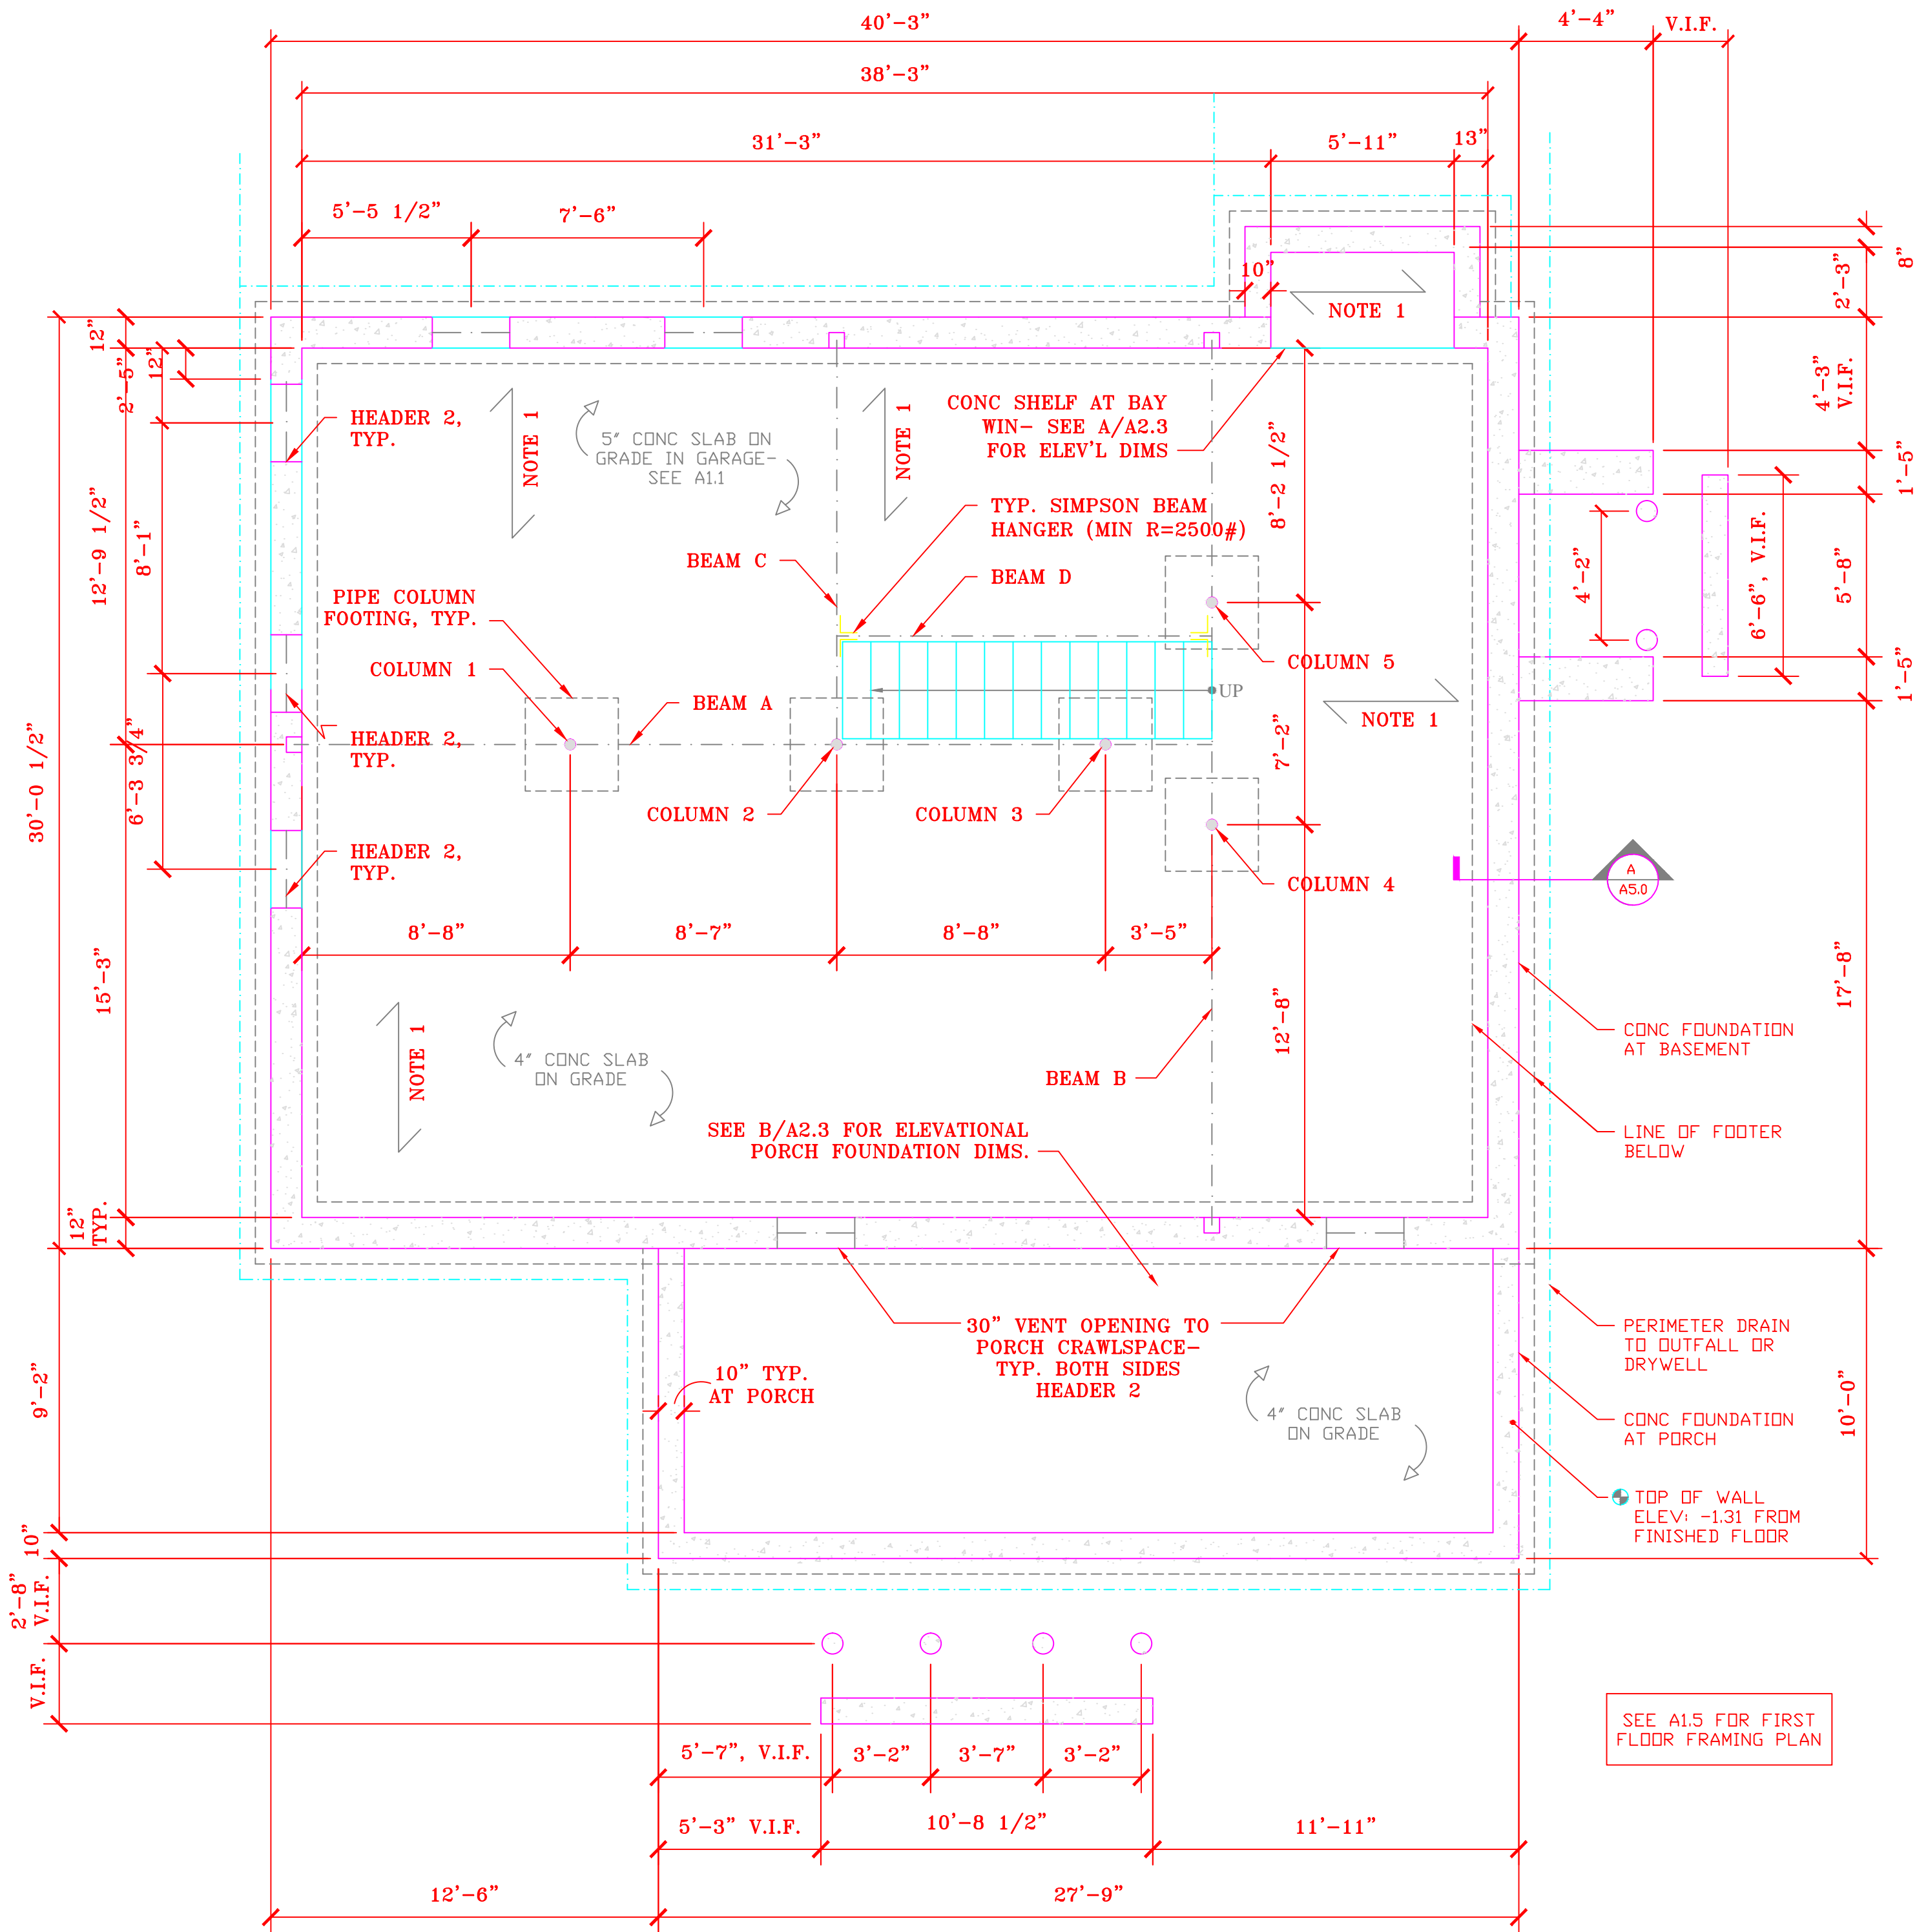 40'-3"
4'-4"
V.I.F.
38'-3"
31'-3"
5'-11"
13"
5'-5 1/2"
7'-6"
10"
NOTE 1
8"
2'-3"
12"
2'-5"
12"
4'-3"
V.I.F.
HEADER 2,
TYP.
NOTE 1
5" CONC SLAB ON
GRADE IN GARAGE-
SEE A1.1
NOTE 1
CONC SHELF AT BAY
WIN- SEE A/A2.3
FOR ELEV'L DIMS
8'-2 1/2"
1'-5"
TYP. SIMPSON BEAM
HANGER (MIN R=2500#)
12'-9 1/2"
8'-1"
BEAM C
BEAM D
4'-2"
6'-6", V.I.F.
5'-8"
PIPE COLUMN
FOOTING, TYP.
COLUMN 1
COLUMN 5
1'-5"
UP
BEAM A
NOTE 1
HEADER 2,
TYP.
7'-2"
30'-0 1/2"
6'-3 3/4"
COLUMN 2
COLUMN 3
HEADER 2,
TYP.
COLUMN 4
A
A5.0
8'-8"
8'-7"
8'-8"
3'-5"
15'-3"
12'-8"
17'-8"
NOTE 1
4" CONC SLAB
ON GRADE
BEAM B
CONC FOUNDATION
AT BASEMENT
SEE B/A2.3 FOR ELEVATIONAL
PORCH FOUNDATION DIMS.
LINE OF FOOTER
BELOW
12"
TYP.
30" VENT OPENING TO
PORCH CRAWLSPACE-
TYP. BOTH SIDES
HEADER 2
PERIMETER DRAIN
TO OUTFALL OR
DRYWELL
10" TYP.
AT PORCH
9'-2"
4" CONC SLAB
ON GRADE
CONC FOUNDATION
AT PORCH
10'-0"
TOP OF WALL
ELEV: -1.31 FROM
FINISHED FLOOR
10"
2'-8"
V.I.F.
V.I.F.
SEE A1.5 FOR FIRST
FLOOR FRAMING PLAN
5'-7", V.I.F.
3'-2"
3'-7"
3'-2"
5'-3" V.I.F.
10'-8 1/2"
11'-11"
12'-6"
27'-9"